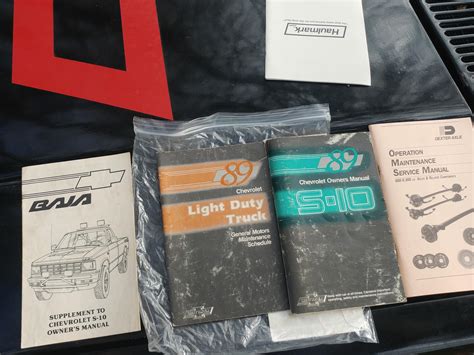 Haulmark
BAJA
SUPPLEMENT TO
CHEVROLET S-10
OWNER'S MANUAL
89
Chevrolet
Light Duty
Truck
General Motors
Maintenance
Schedule
89
Chevrolet Owners Manual
S-10
DEXTER AXLE
OPERATION
MAINTENANCE
SERVICE MANUAL